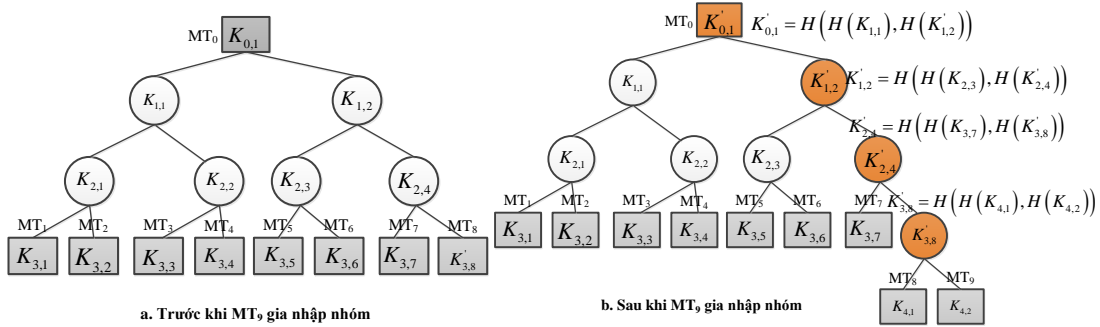 MT₀ K₀,₁
K₁,₁ K₁,₂
K₂,₁ K₂,₂ K₂,₃ K₂,₄
MT₁ MT₂ MT₃ MT₄ MT₅ MT₆ MT₇ MT₈
K₃,₁ K₃,₂ K₃,₃ K₃,₄ K₃,₅ K₃,₆ K₃,₇ K'₃,₈
a. Trước khi MT₉ gia nhập nhóm
MT₀ K'₀,₁ K'₀,₁ = H(H(K₁,₁), H(K'₁,₂))
K₁,₁ K'₁,₂ K'₁,₂ = H(H(K₂,₃), H(K'₂,₄))
K'₂,₄ = H(H(K₃,₇), H(K'₃,₈))
K₂,₁ K₂,₂ K₂,₃ K'₂,₄
MT₁ MT₂ MT₃ MT₄ MT₅ MT₆ MT₇ K'₃,₈ = H(H(K₄,₁), H(K₄,₂))
K₃,₁ K₃,₂ K₃,₃ K₃,₄ K₃,₅ K₃,₆ K₃,₇ K'₃,₈
MT₈ MT₉
K₄,₁ K₄,₂
b. Sau khi MT₉ gia nhập nhóm